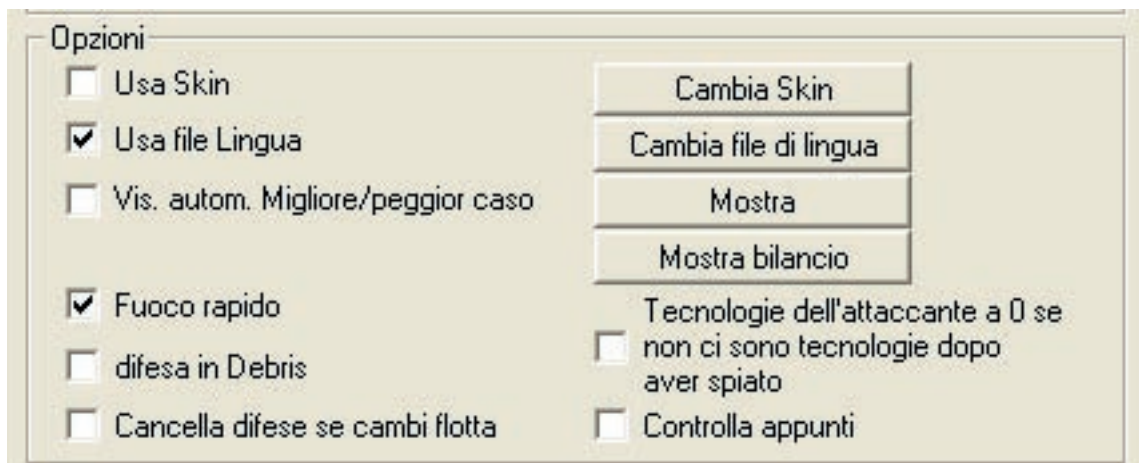 Opzioni
Usa Skin
Cambia Skin
Usa file Lingua
Cambia file di lingua
Vis. autom. Migliore/peggior caso
Mostra
Mostra bilancio
Fuoco rapido
Tecnologie dell'attaccante a 0 se
non ci sono tecnologie dopo
aver spiato
difesa in Debris
Cancella difese se cambi flotta
Controlla appunti